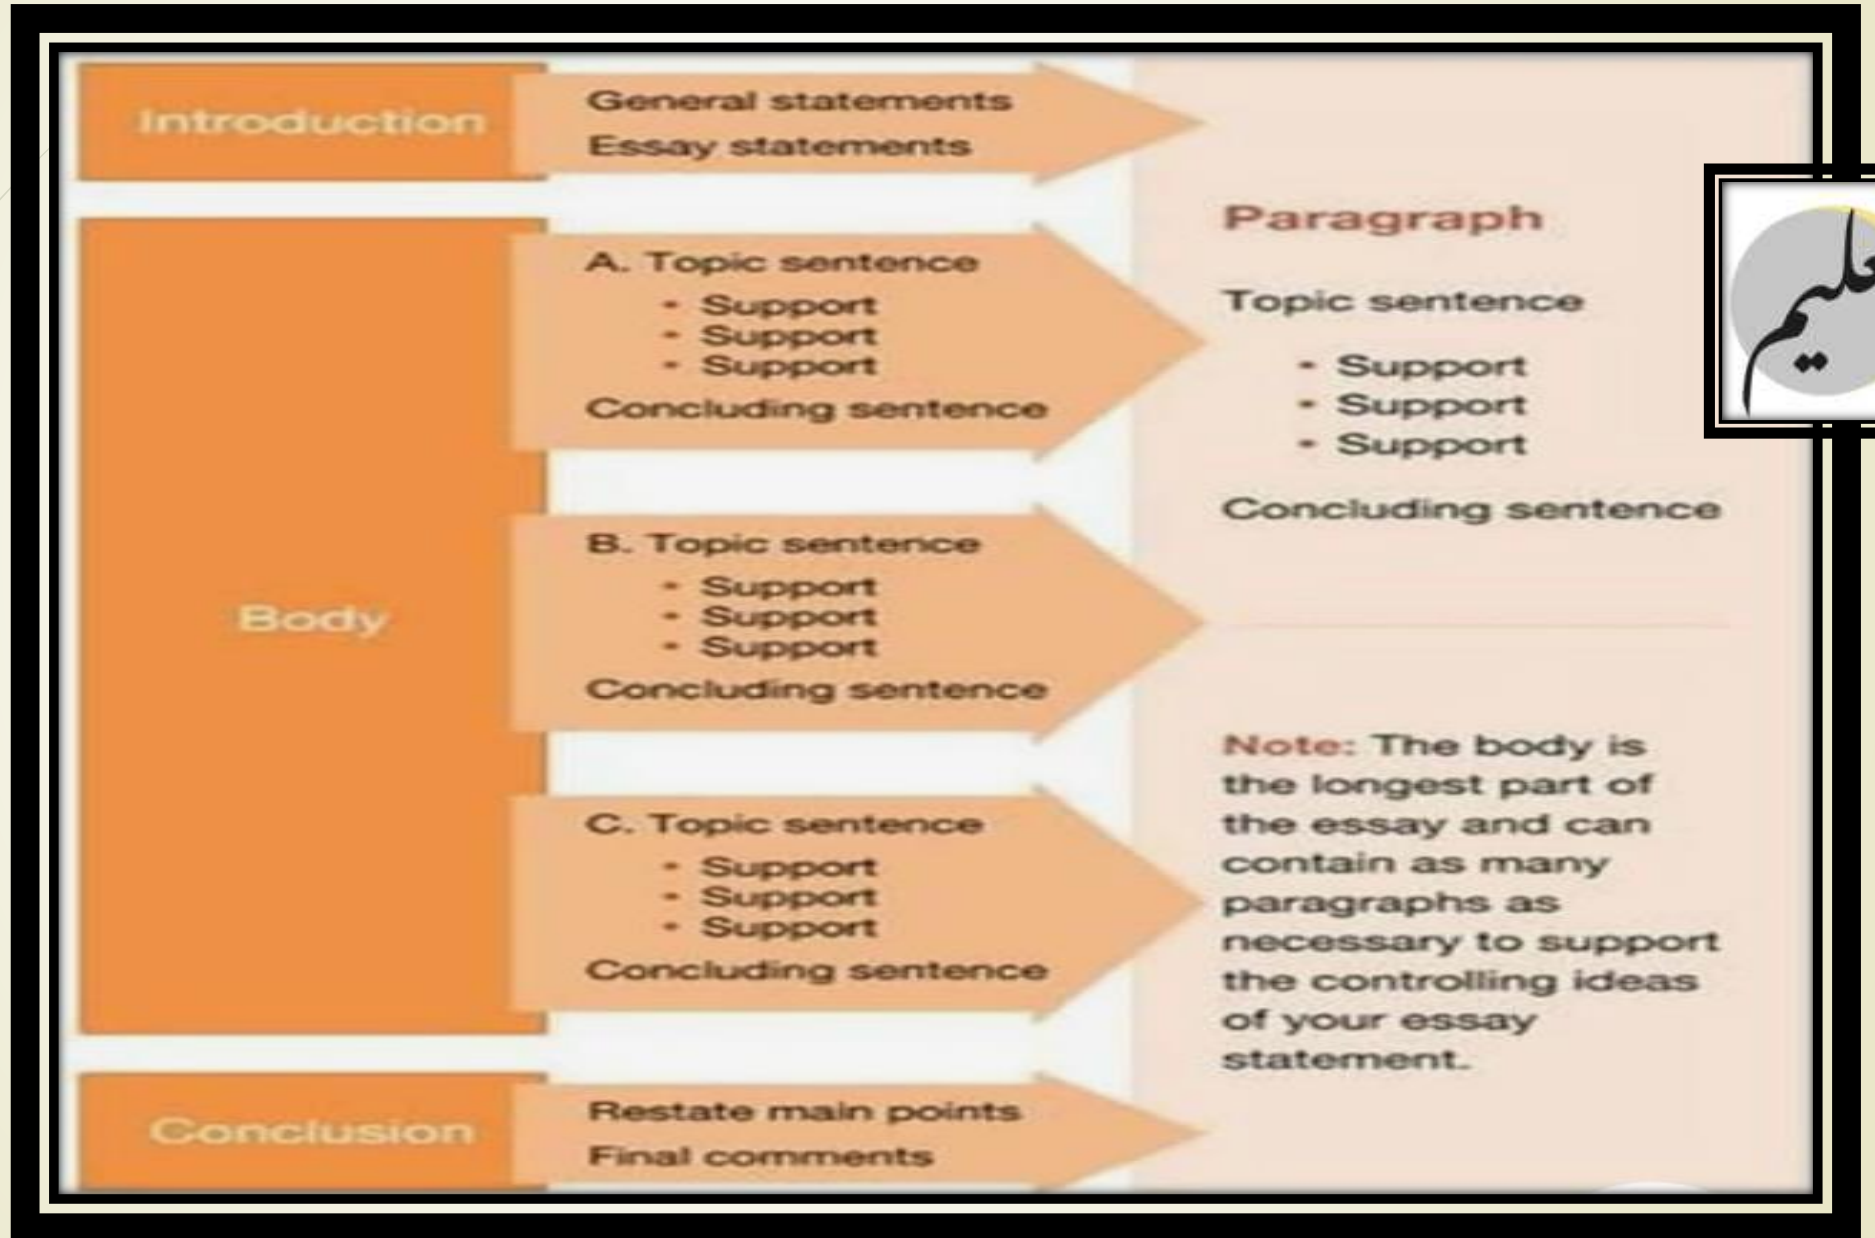 Introduction
General statements
Essay statements
Body
A. Topic sentence
• Support
• Support
• Support
Concluding sentence
B. Topic sentence
• Support
• Support
• Support
Concluding sentence
C. Topic sentence
• Support
• Support
• Support
Concluding sentence
Conclusion
Restate main points
Final comments
Paragraph
Topic sentence
• Support
• Support
• Support
Concluding sentence
Note: The body is
the longest part of
the essay and can
contain as many
paragraphs as
necessary to support
the controlling ideas
of your essay
statement.